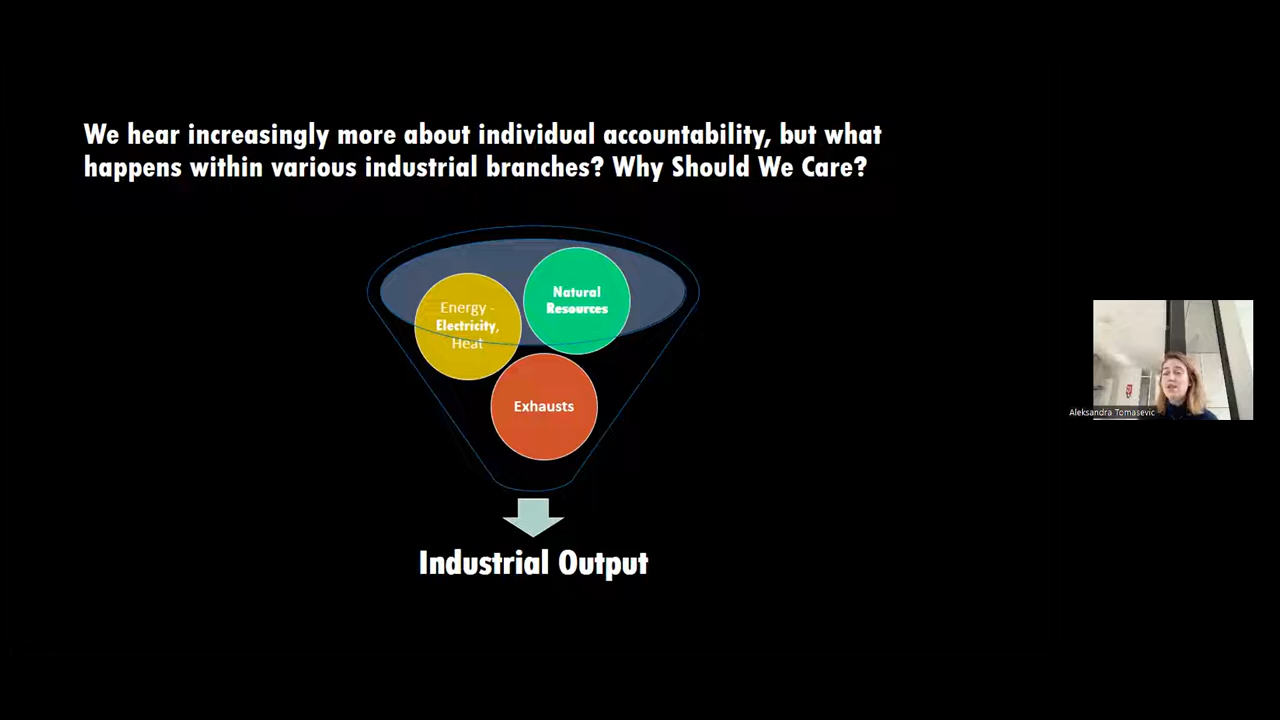 We hear increasingly more about individual accountability, but what
happens within various industrial branches? Why Should We Care?
Natural
Resources
Energy -
Electricity,
Heat
Exhausts
Industrial Output
Aleksandra Tomasevic